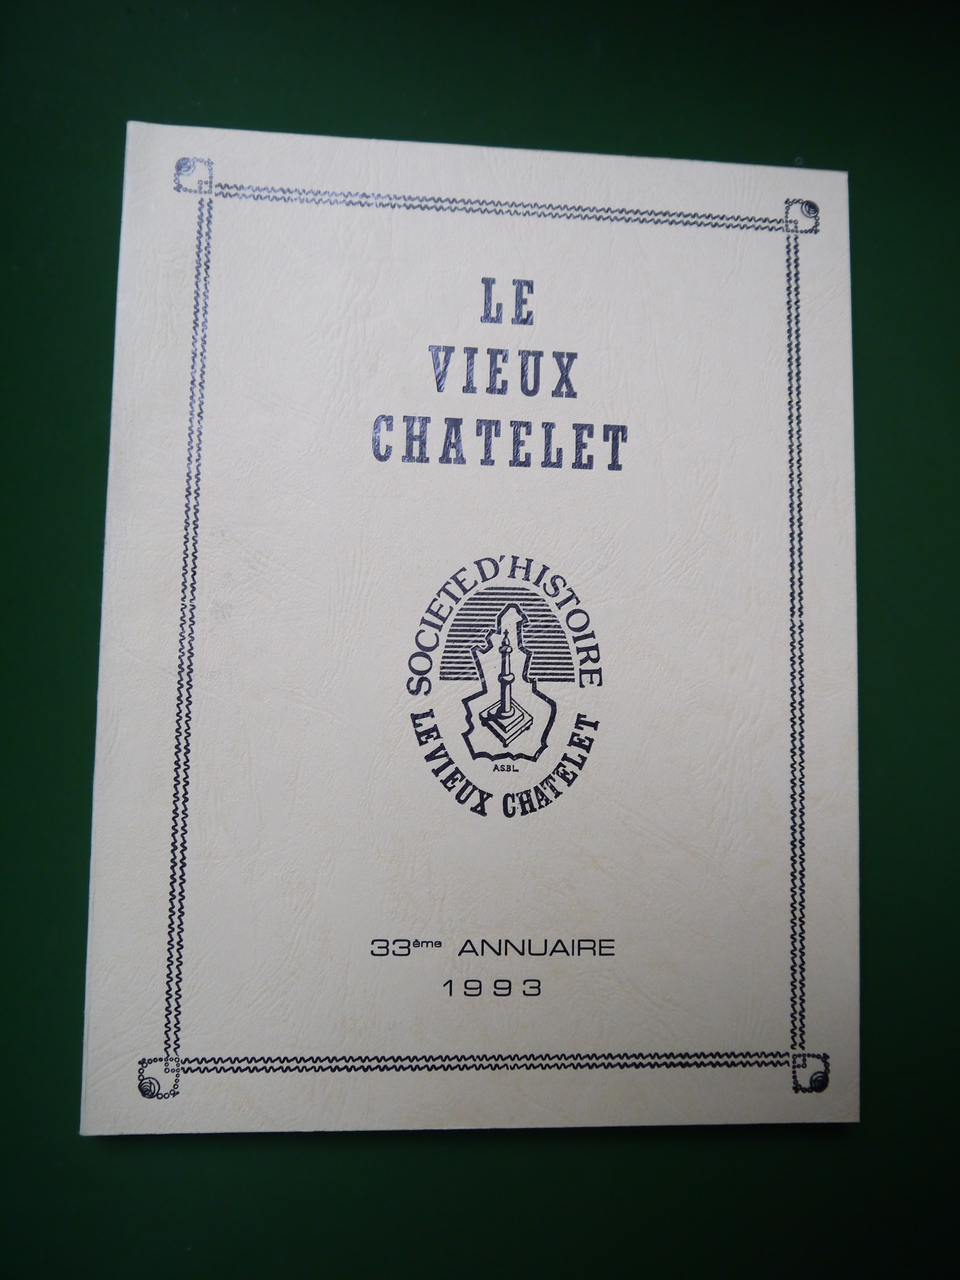 LE
VIEUX
CHATELET
SOCIETE D'HISTOIRE
A.S.B.L.
LE VIEUX CHATELET
33ème ANNUAIRE
1993